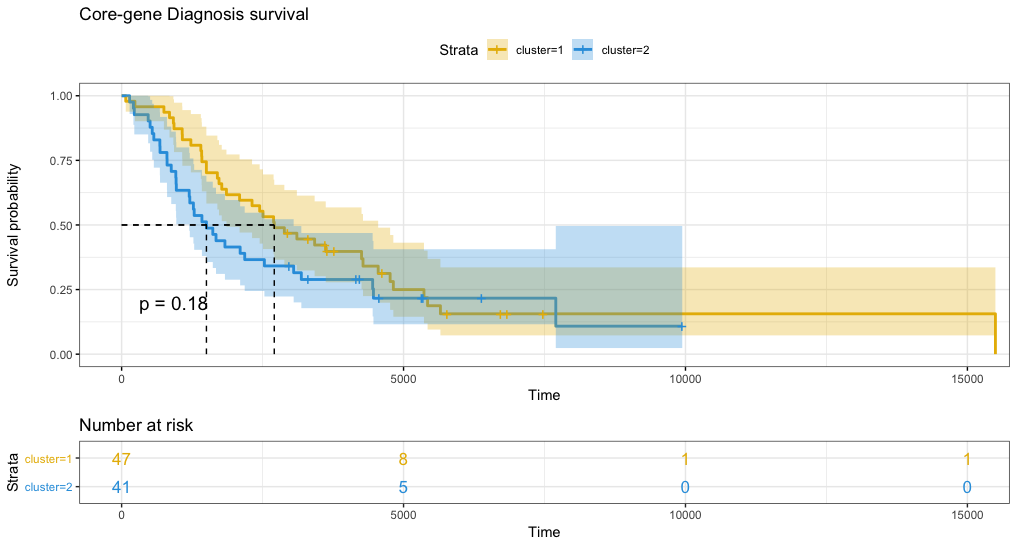 Core-gene Diagnosis survival
Strata cluster=1 cluster=2
1.00
0.75
0.50
0.25
0.00
Survival probability
p = 0.18
0 5000 10000 15000
Time
Number at risk
Strata
cluster=1 47 8 1 1
cluster=2 41 5 0 0
0 5000 10000 15000
Time